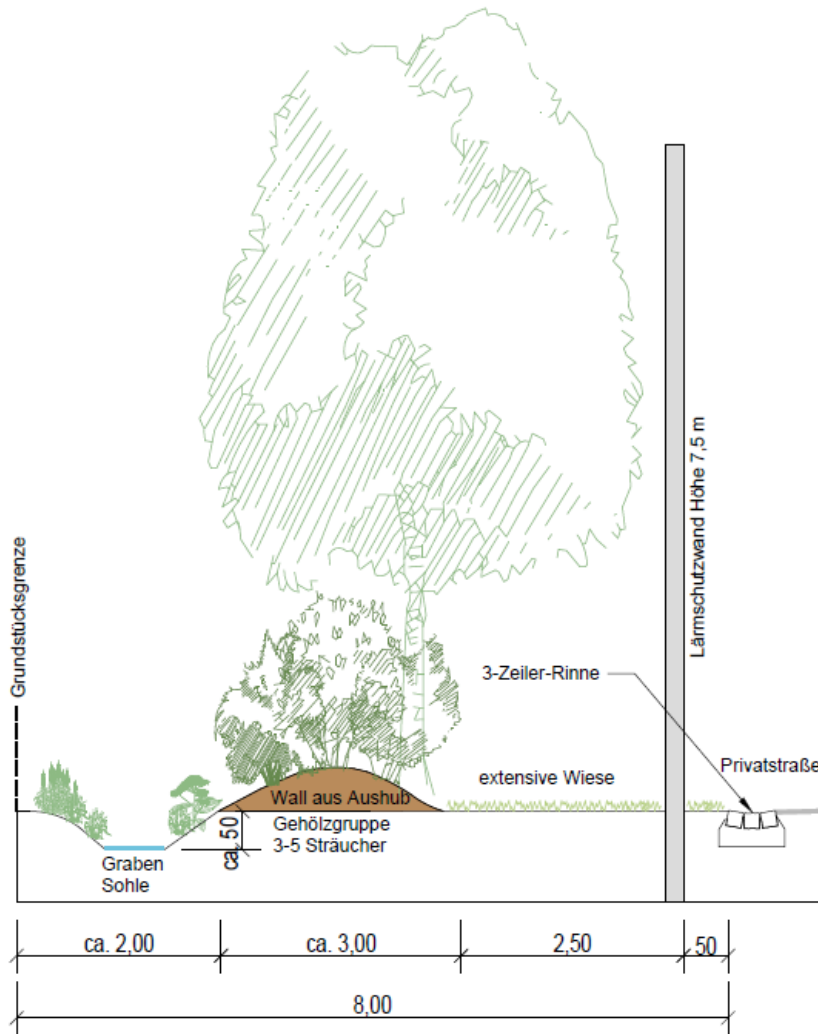 Grundstücksgrenze
Lärmschutzwand Höhe 7,5 m
3-Zeiler-Rinne
Privatstraße
extensive Wiese
Wall aus Aushub
ca. 50
Gehölzgruppe
3-5 Sträucher
Graben
Sohle
ca. 2,00
ca. 3,00
2,50
50
8,00